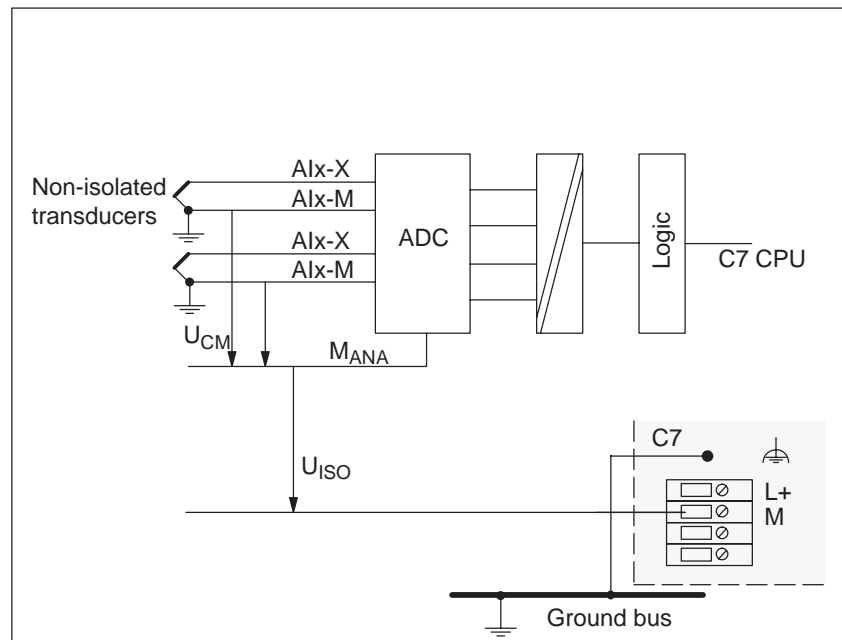 Non-isolated
transducers
AIx-X
AIx-M
AIx-X
AIx-M
ADC
Logic
C7 CPU
UCM
MANA
UISO
C7
L+
M
Ground bus